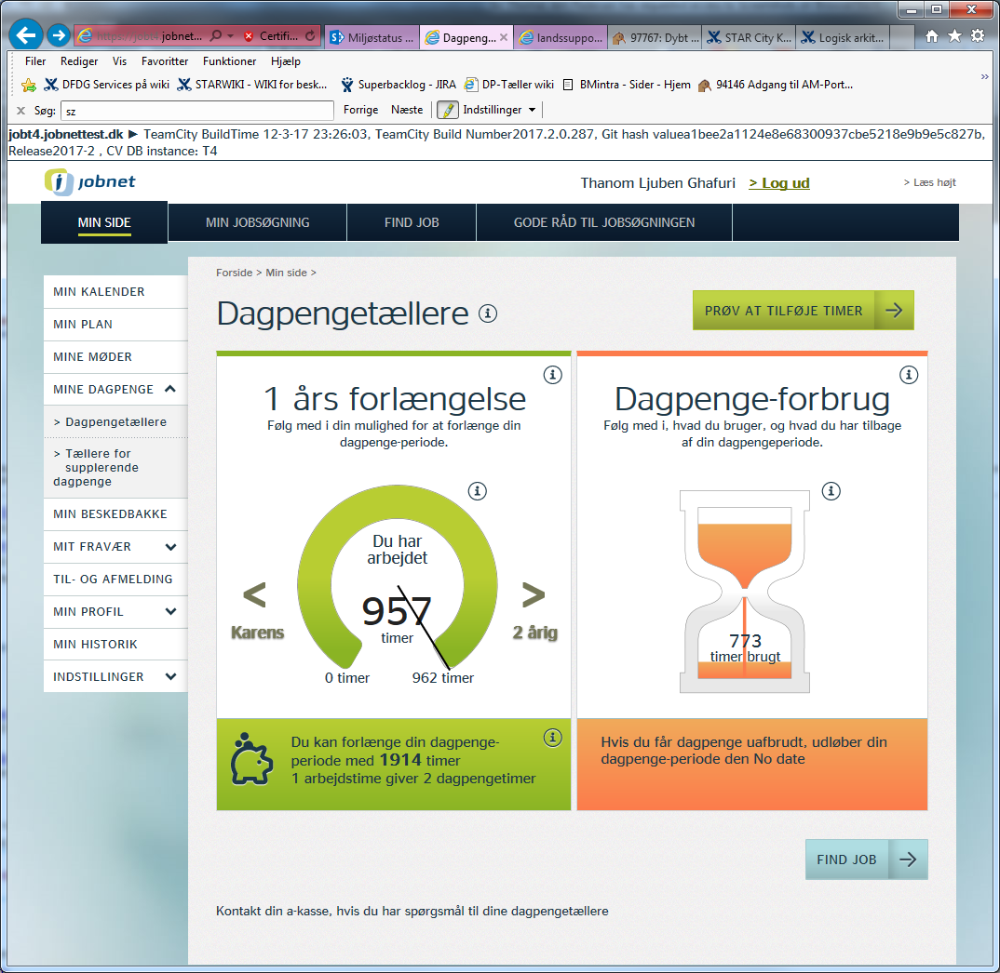 https://jobt4.jobnet...
Certifi...
Miljøstatus ...
Dagpeng...
landssuppo...
97767: Dybt ...
STAR City K...
Logisk arkit...
Filer Rediger Vis Favoritter Funktioner Hjælp
DFDG Services på wiki STARWIKI - WIKI for besk... Superbacklog - JIRA DP-Tæller wiki BMintra - Sider - Hjem 94146 Adgang til AM-Port...
Søg: sz Forrige Næste Indstillinger
jobt4.jobnettest.dk ► TeamCity BuildTime 12-3-17 23:26:03, TeamCity Build Number2017.2.0.287, Git hash valuea1bee2a1124e8e68300937cbe5218e9b9e5c827b,
Release2017-2 , CV DB instance: T4
jobnet
Thanom Ljuben Ghafuri > Log ud > Læs højt
MIN SIDE MIN JOBSØGNING FIND JOB GODE RÅD TIL JOBSØGNINGEN
MIN KALENDER
MIN PLAN
MINE MØDER
MINE DAGPENGE
> Dagpengetællere
> Tællere for
supplerende
dagpenge
MIN BESKEDBAKKE
MIT FRAVÆR
TIL- OG AFMELDING
MIN PROFIL
MIN HISTORIK
INDSTILLINGER
Forside > Min side >
Dagpengetællere
PRØV AT TILFØJE TIMER
1 års forlængelse
Følg med i din mulighed for at forlænge din
dagpenge-periode.
Du har
arbejdet
957
timer
0 timer 962 timer
< Karens
> 2 årig
Du kan forlænge din dagpenge-
periode med 1914 timer
1 arbejdstime giver 2 dagpengetimer
Dagpenge-forbrug
Følg med i, hvad du bruger, og hvad du har tilbage
af din dagpengeperiode.
773
timer brugt
Hvis du får dagpenge uafbrudt, udløber din
dagpenge-periode den No date
FIND JOB
Kontakt din a-kasse, hvis du har spørgsmål til dine dagpengetællere